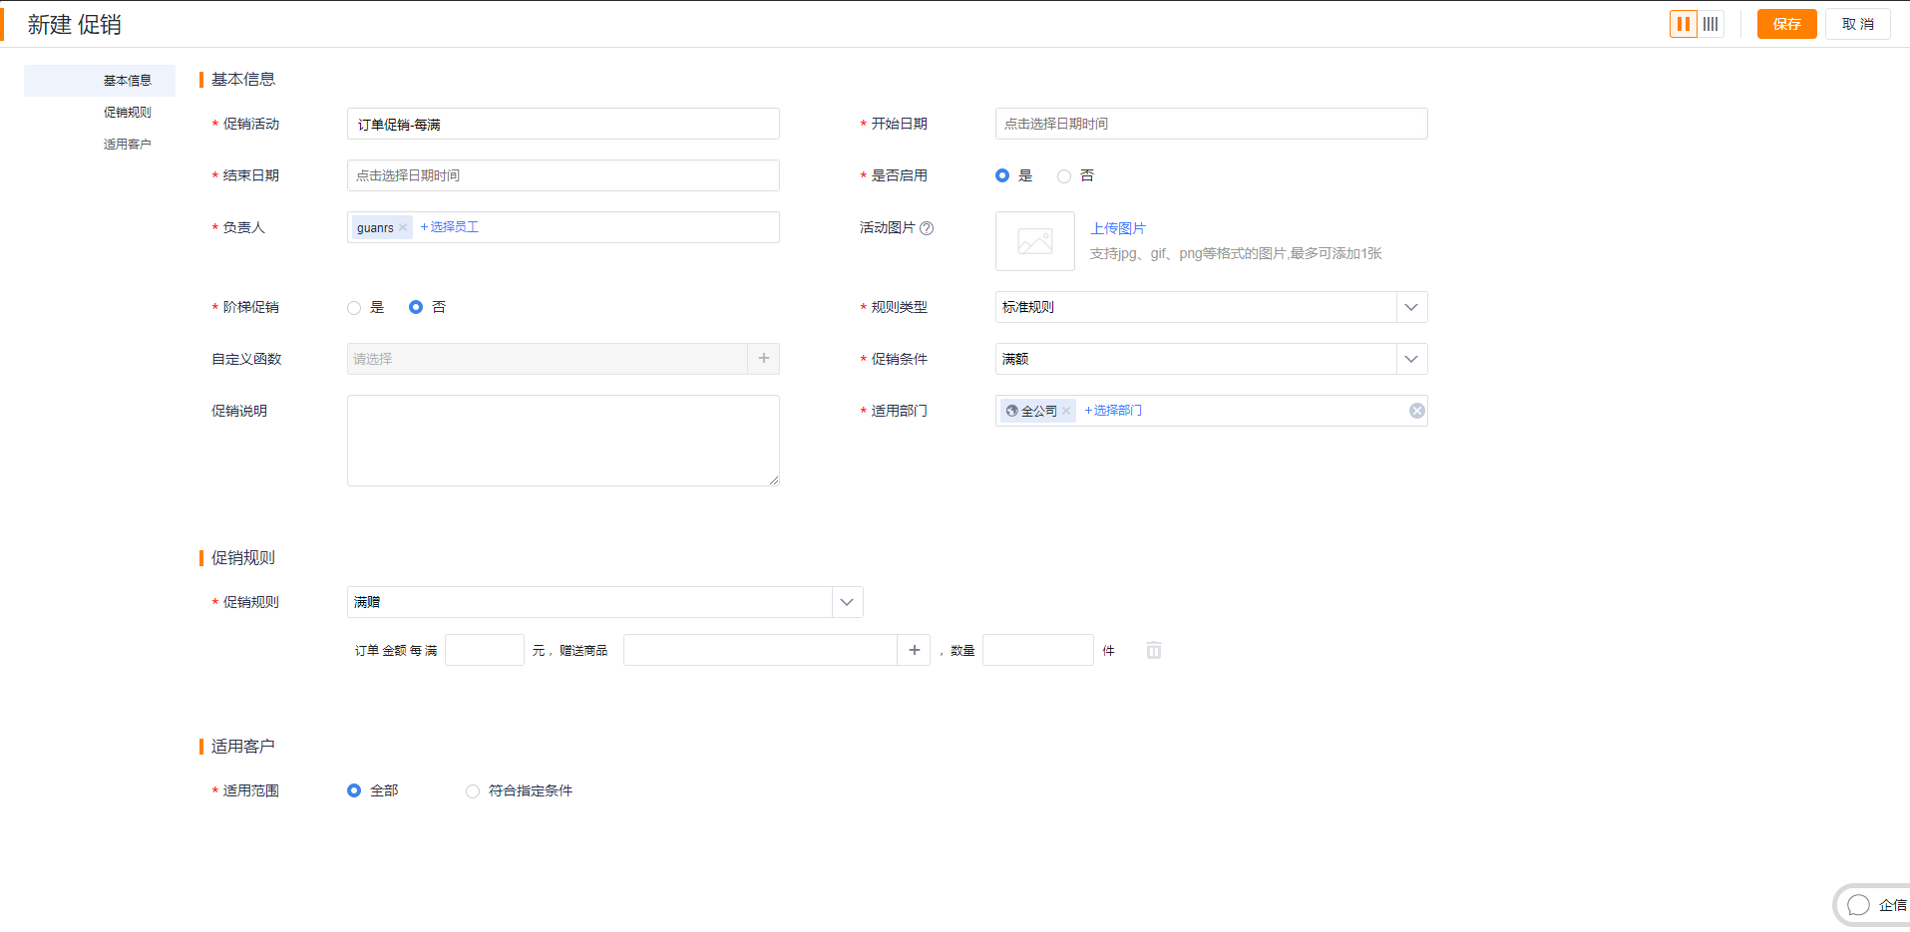 新建 促销
保存
取 消
基本信息
促销规则
适用客户
基本信息
* 促销活动
订单促销-每满
* 开始日期
点击选择日期时间
* 结束日期
点击选择日期时间
* 是否启用
是
否
* 负责人
guanrs × +选择员工
活动图片
上传图片
支持jpg、gif、png等格式的图片,最多可添加1张
* 阶梯促销
是
否
* 规则类型
标准规则
自定义函数
请选择
* 促销条件
满额
促销说明
* 适用部门
全公司 × +选择部门
促销规则
* 促销规则
满赠
订单 金额 每 满
元，赠送商品
，数量
件
适用客户
* 适用范围
全部
符合指定条件
企信